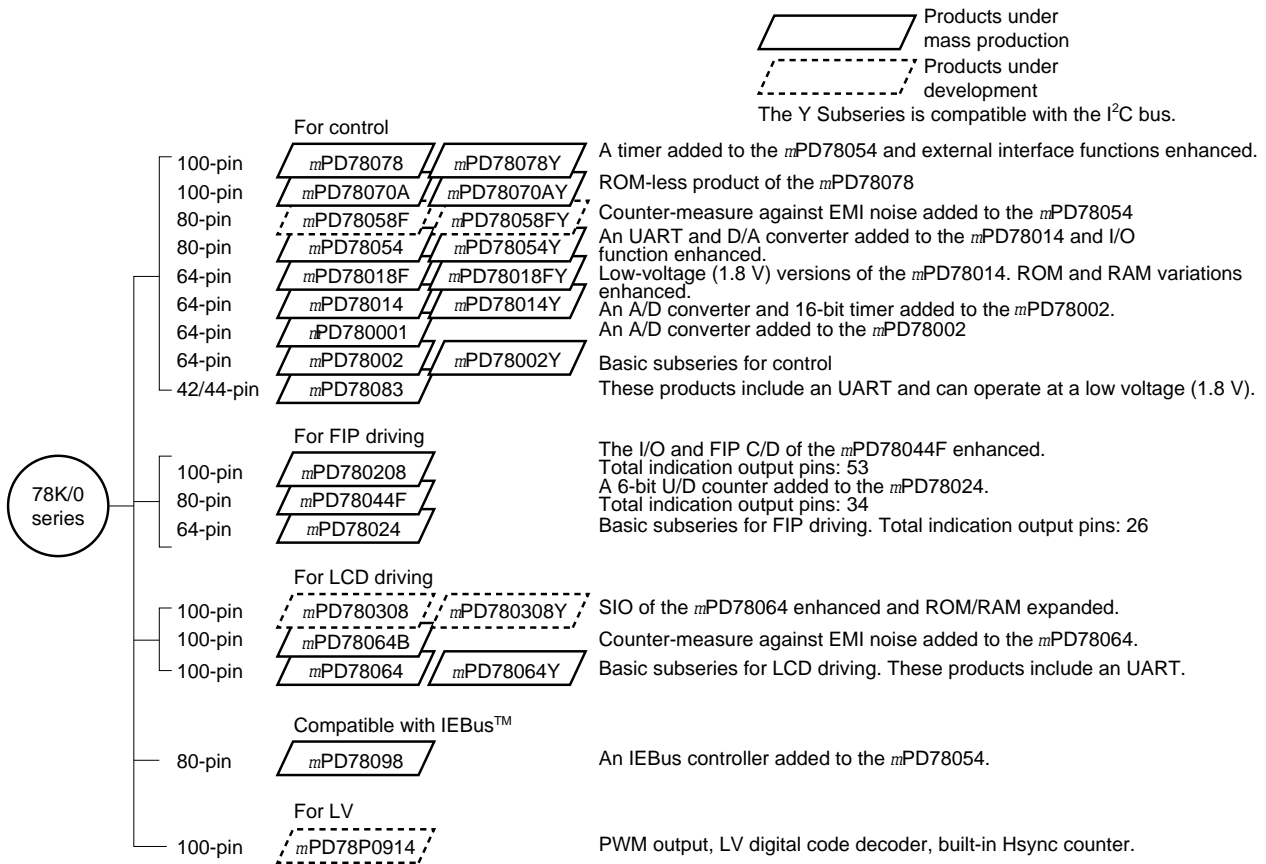 Products under
mass production
Products under
development
The Y Subseries is compatible with the I²C bus.
For control
100-pin mPD78078 mPD78078Y A timer added to the mPD78054 and external interface functions enhanced.
100-pin mPD78070A mPD78070AY ROM-less product of the mPD78078
80-pin mPD78058F mPD78058FY Counter-measure against EMI noise added to the mPD78054
80-pin mPD78054 mPD78054Y An UART and D/A converter added to the mPD78014 and I/O
function enhanced.
64-pin mPD78018F mPD78018FY Low-voltage (1.8 V) versions of the mPD78014. ROM and RAM variations
enhanced.
64-pin mPD78014 mPD78014Y An A/D converter and 16-bit timer added to the mPD78002.
64-pin mPD780001 An A/D converter added to the mPD78002
64-pin mPD78002 mPD78002Y Basic subseries for control
42/44-pin mPD78083 These products include an UART and can operate at a low voltage (1.8 V).
For FIP driving
100-pin mPD780208 The I/O and FIP C/D of the mPD78044F enhanced.
Total indication output pins: 53
80-pin mPD78044F A 6-bit U/D counter added to the mPD78024.
Total indication output pins: 34
64-pin mPD78024 Basic subseries for FIP driving. Total indication output pins: 26
78K/0
series
For LCD driving
100-pin mPD780308 mPD780308Y SIO of the mPD78064 enhanced and ROM/RAM expanded.
100-pin mPD78064B Counter-measure against EMI noise added to the mPD78064.
100-pin mPD78064 mPD78064Y Basic subseries for LCD driving. These products include an UART.
Compatible with IEBus™
80-pin mPD78098 An IEBus controller added to the mPD78054.
For LV
100-pin mPD78P0914 PWM output, LV digital code decoder, built-in Hsync counter.